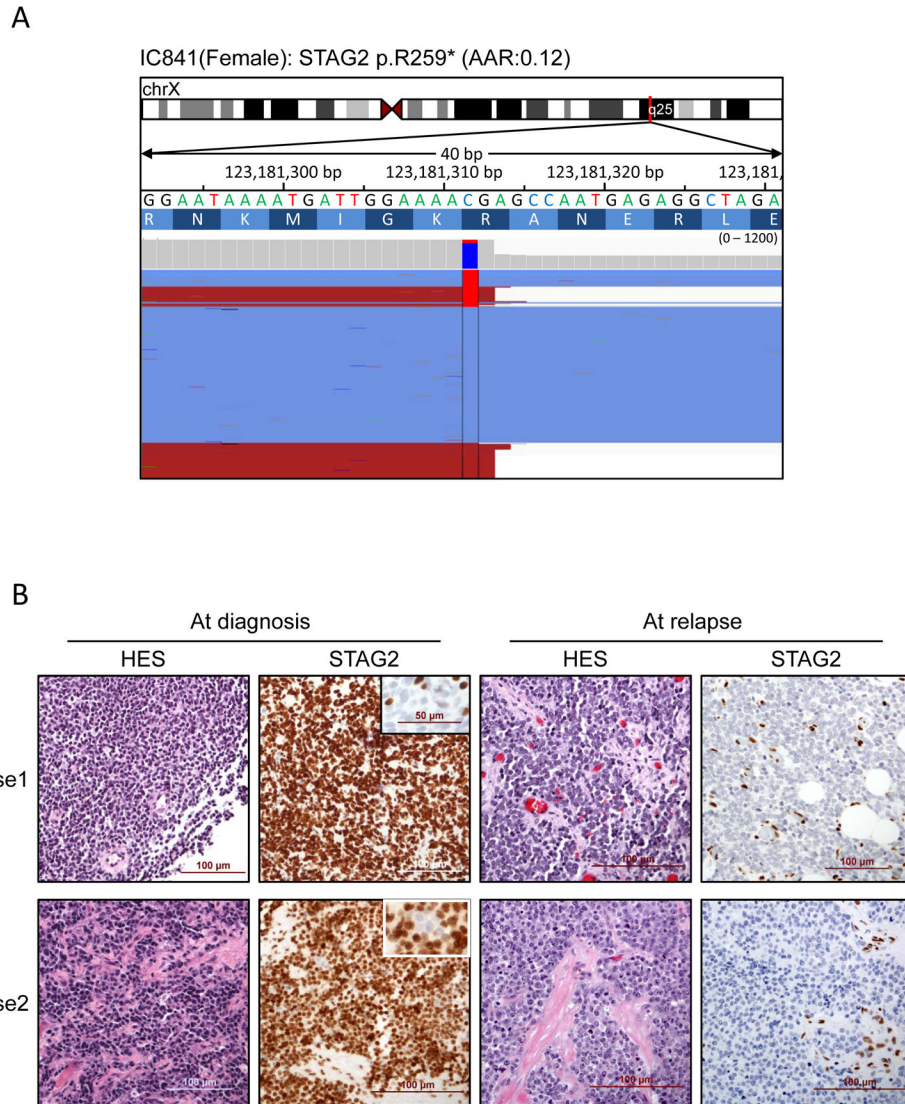 A
IC841(Female): STAG2 p.R259* (AAR:0.12)
chrX
q25
40 bp
123,181,300 bp 123,181,310 bp 123,181,320 bp 123,181,
G G A A T A A A A T G A T T G G A A A A C G A G C C A A T G A G A G G C T A G A
R N K M I G K R A N E R L E
(0 – 1200)
B
At diagnosis At relapse
HES STAG2 HES STAG2
se1
50 µm
100 µm 100 µm 100 µm 100 µm
se2
100 µm 100 µm 100 µm 100 µm